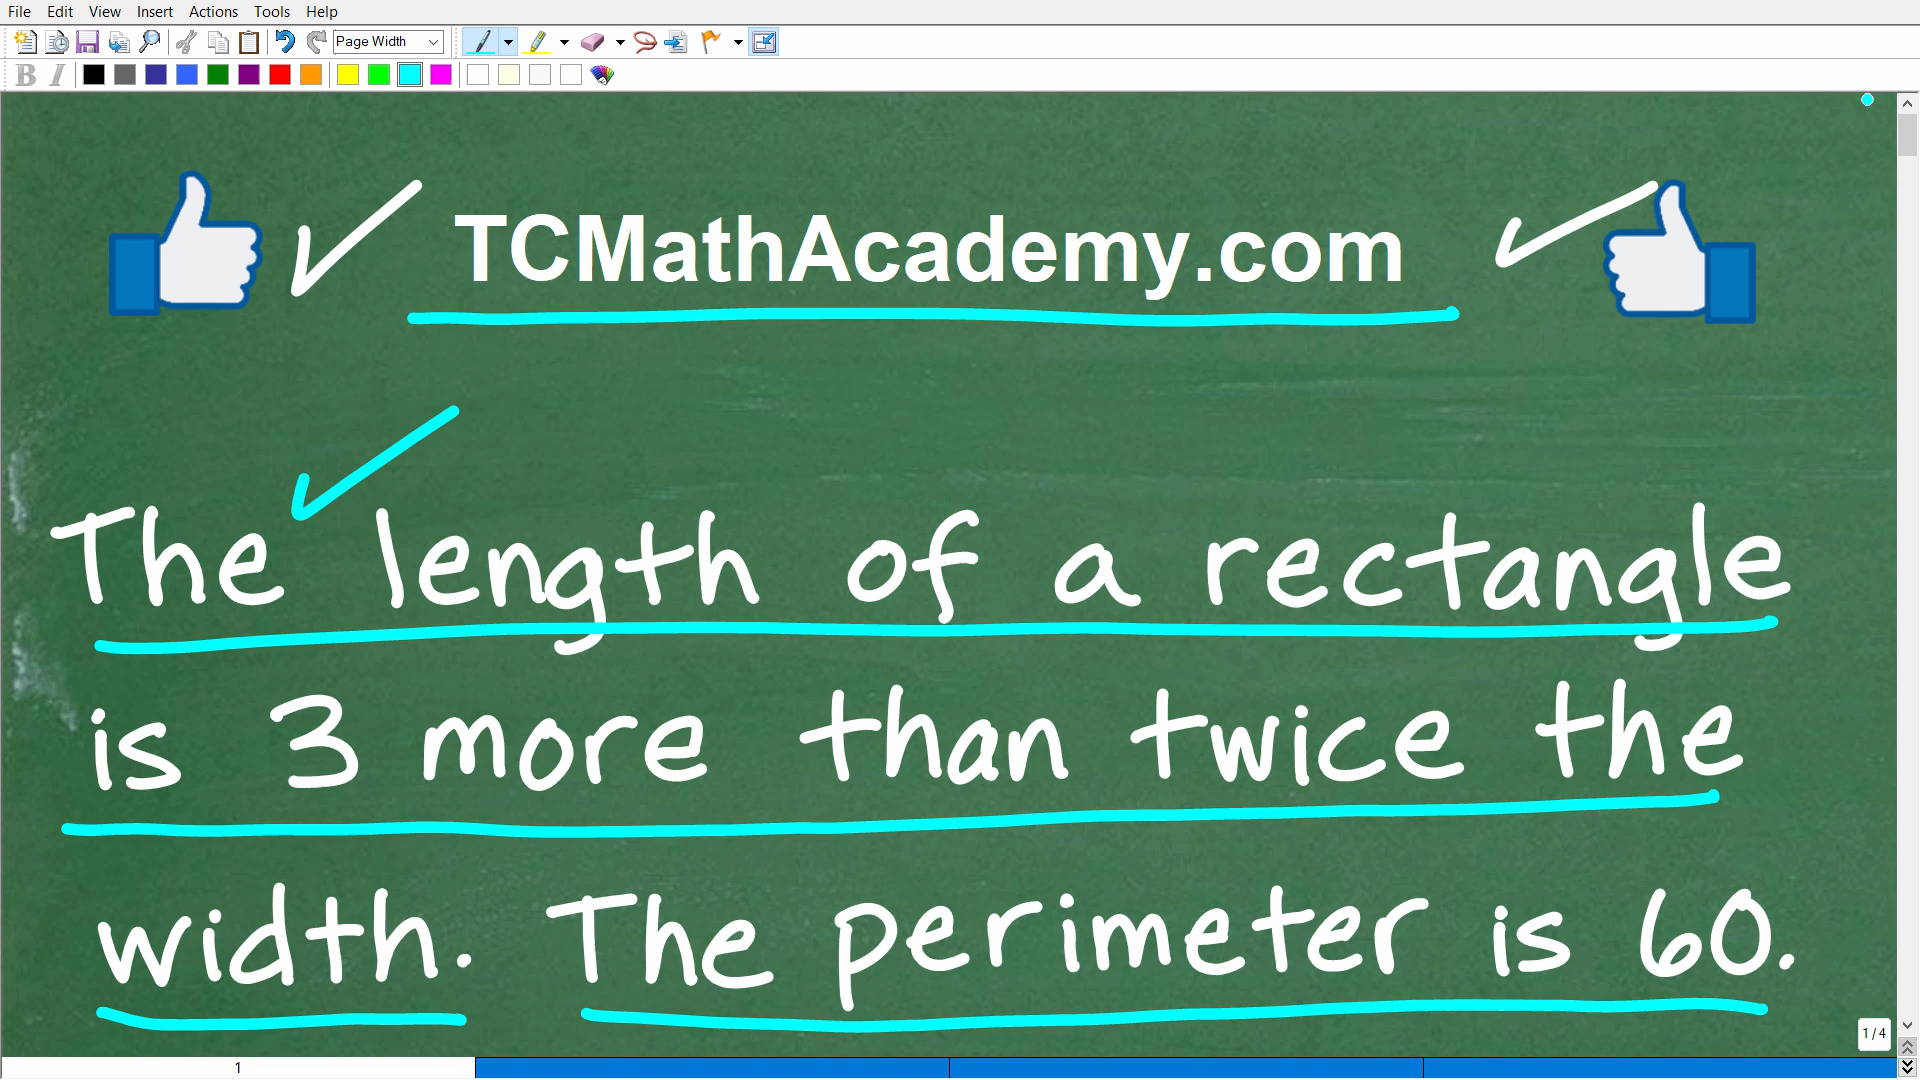 File Edit View Insert Actions Tools Help
Page Width
B I
TCMathAcademy.com
The length of a rectangle
is 3 more than twice the
width. The perimeter is 60.
1 / 4
1